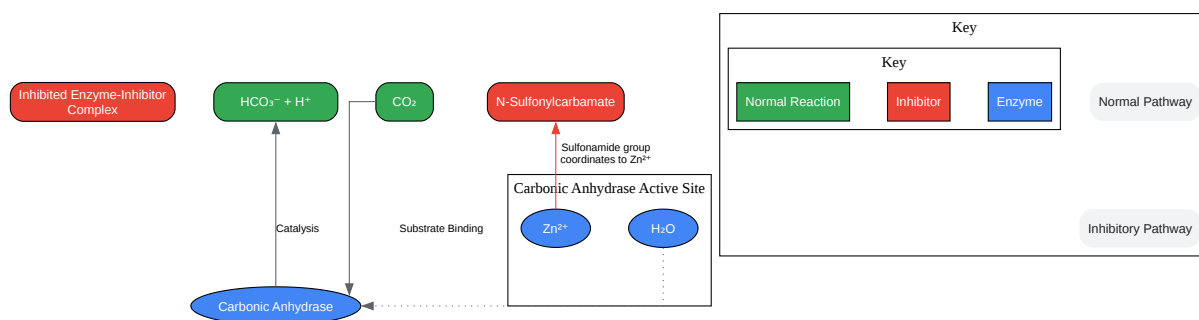 Key
Key
Normal Reaction
Inhibitor
Enzyme
Normal Pathway
Inhibitory Pathway
Inhibited Enzyme-Inhibitor
Complex
HCO₃⁻ + H⁺
CO₂
N-Sulfonylcarbamate
Sulfonamide group
coordinates to Zn²⁺
Carbonic Anhydrase Active Site
Zn²⁺
H₂O
Catalysis
Substrate Binding
Carbonic Anhydrase